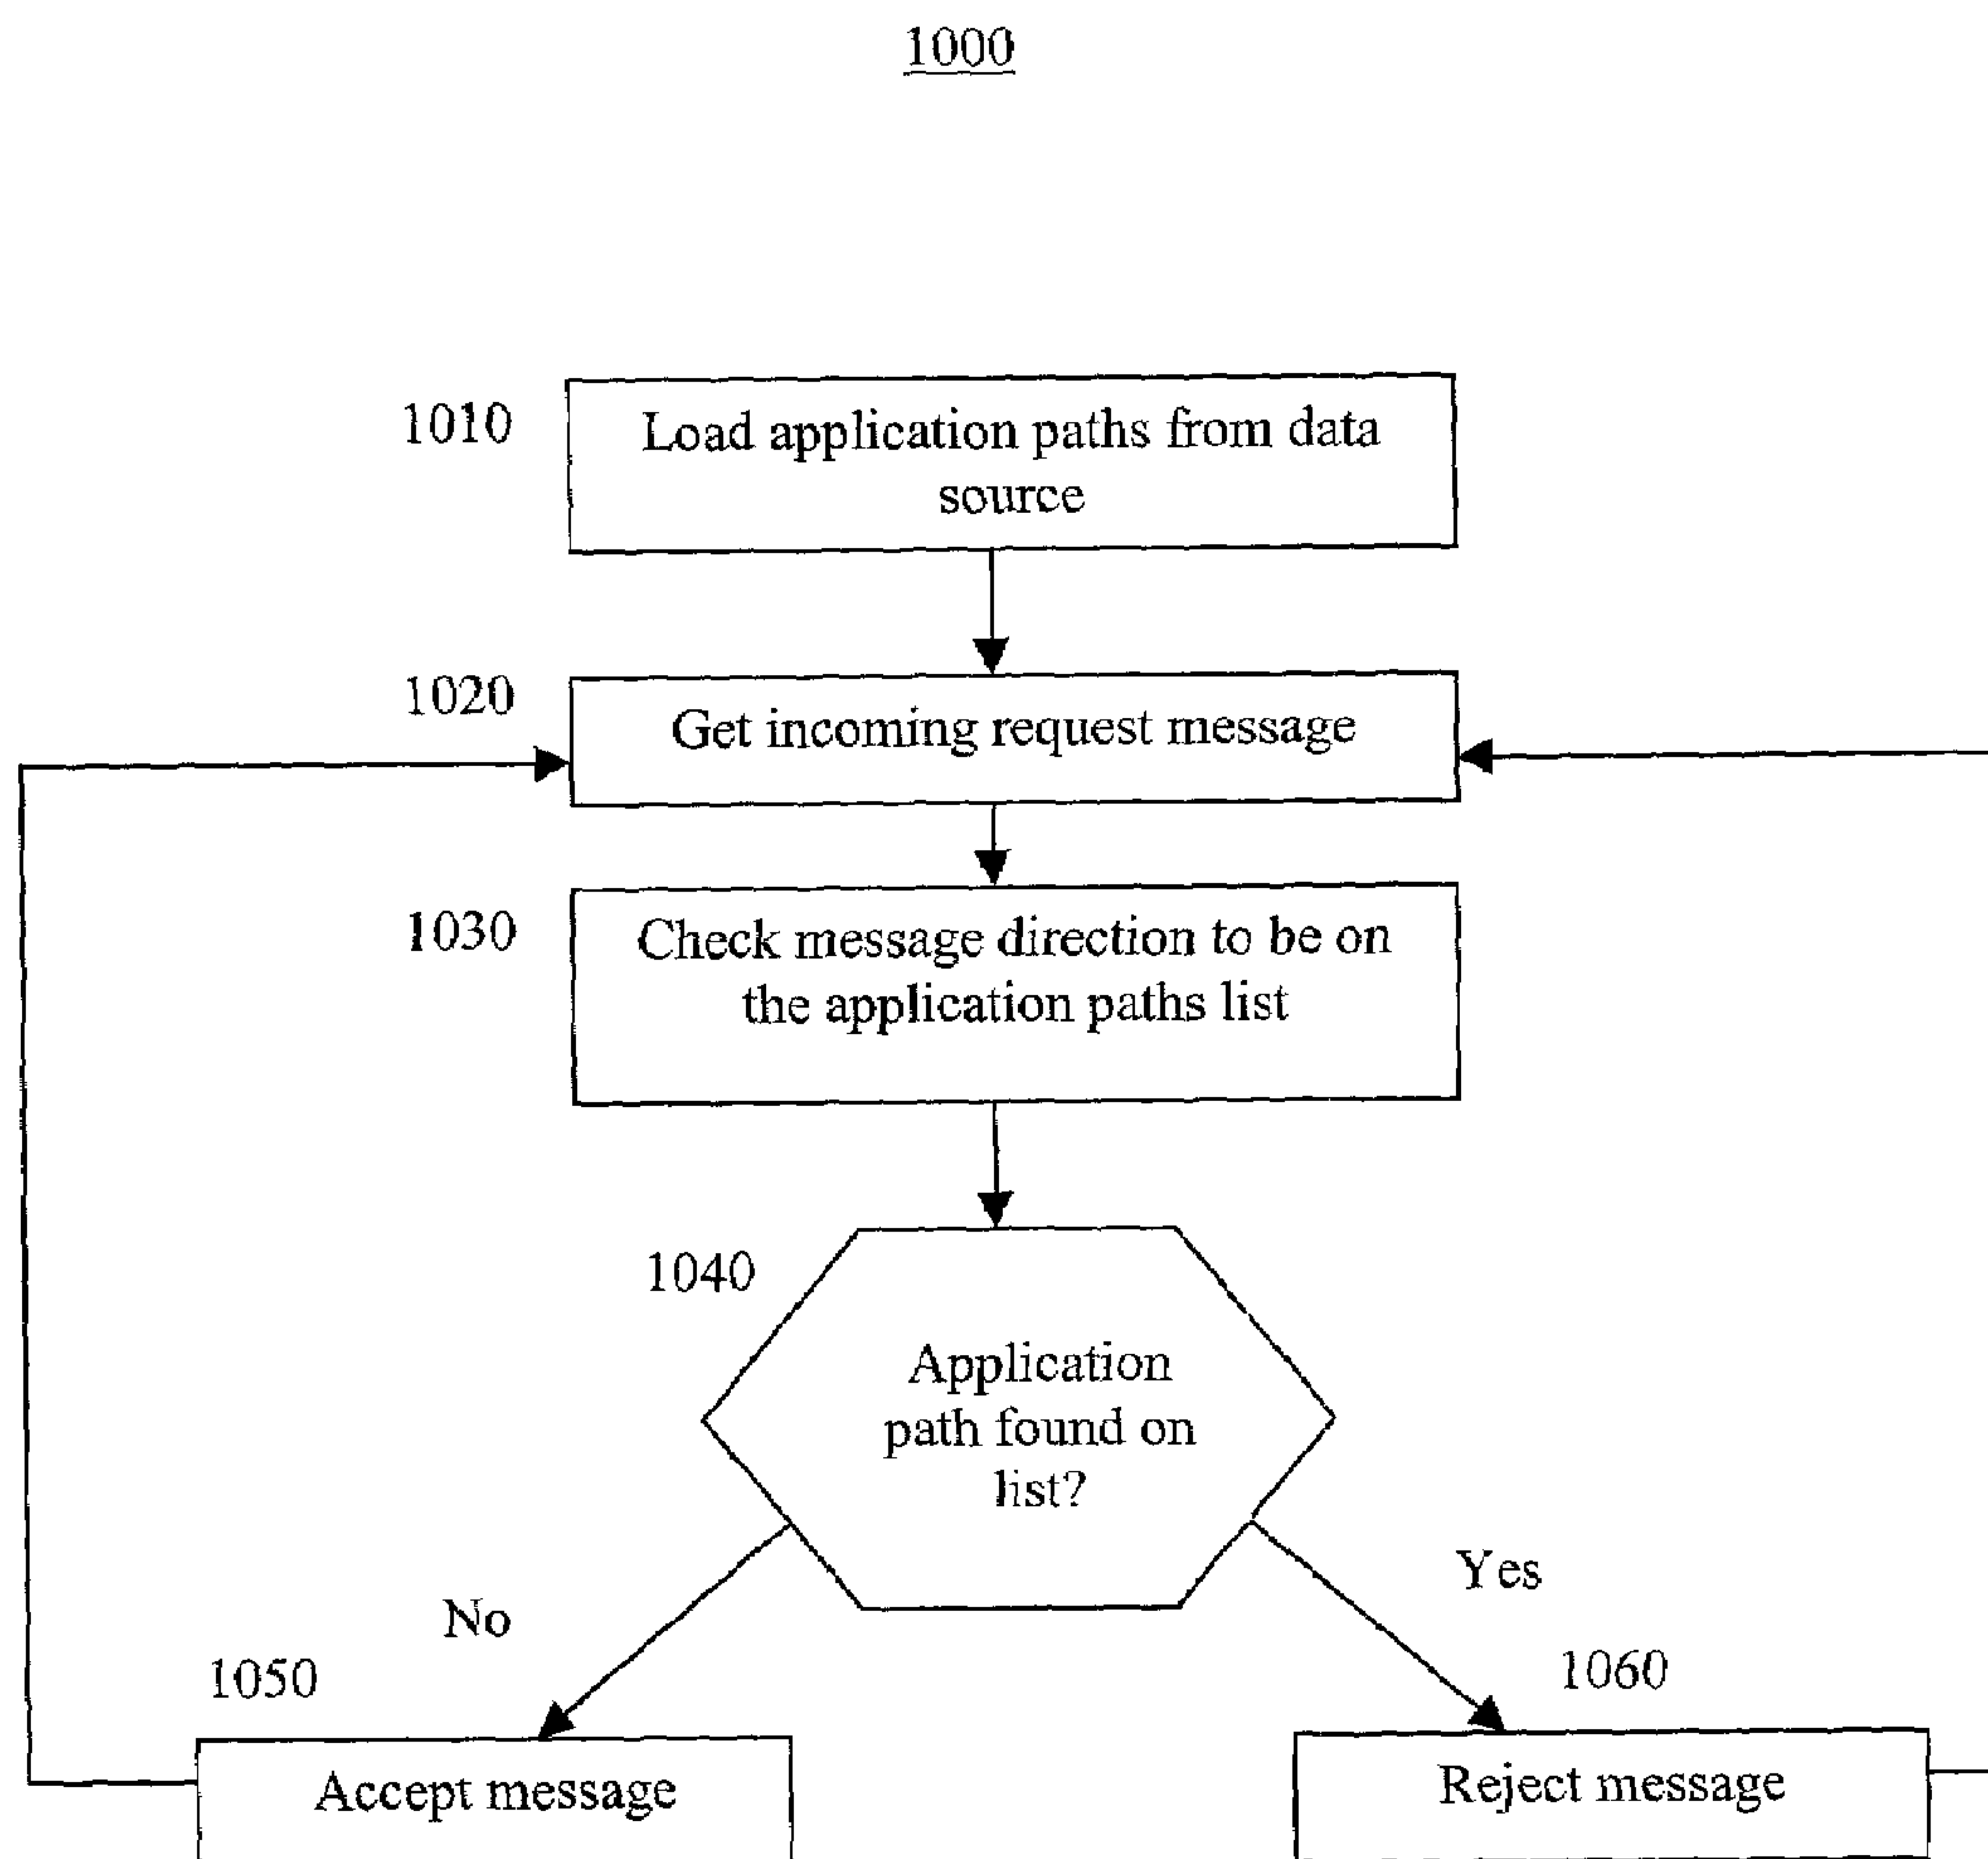 1000
1010
Load application paths from data
source
1020
Get incoming request message
1030
Check message direction to be on
the application paths list
1040
Application
path found on
list?
No
Yes
1050
1060
Accept message
Reject message